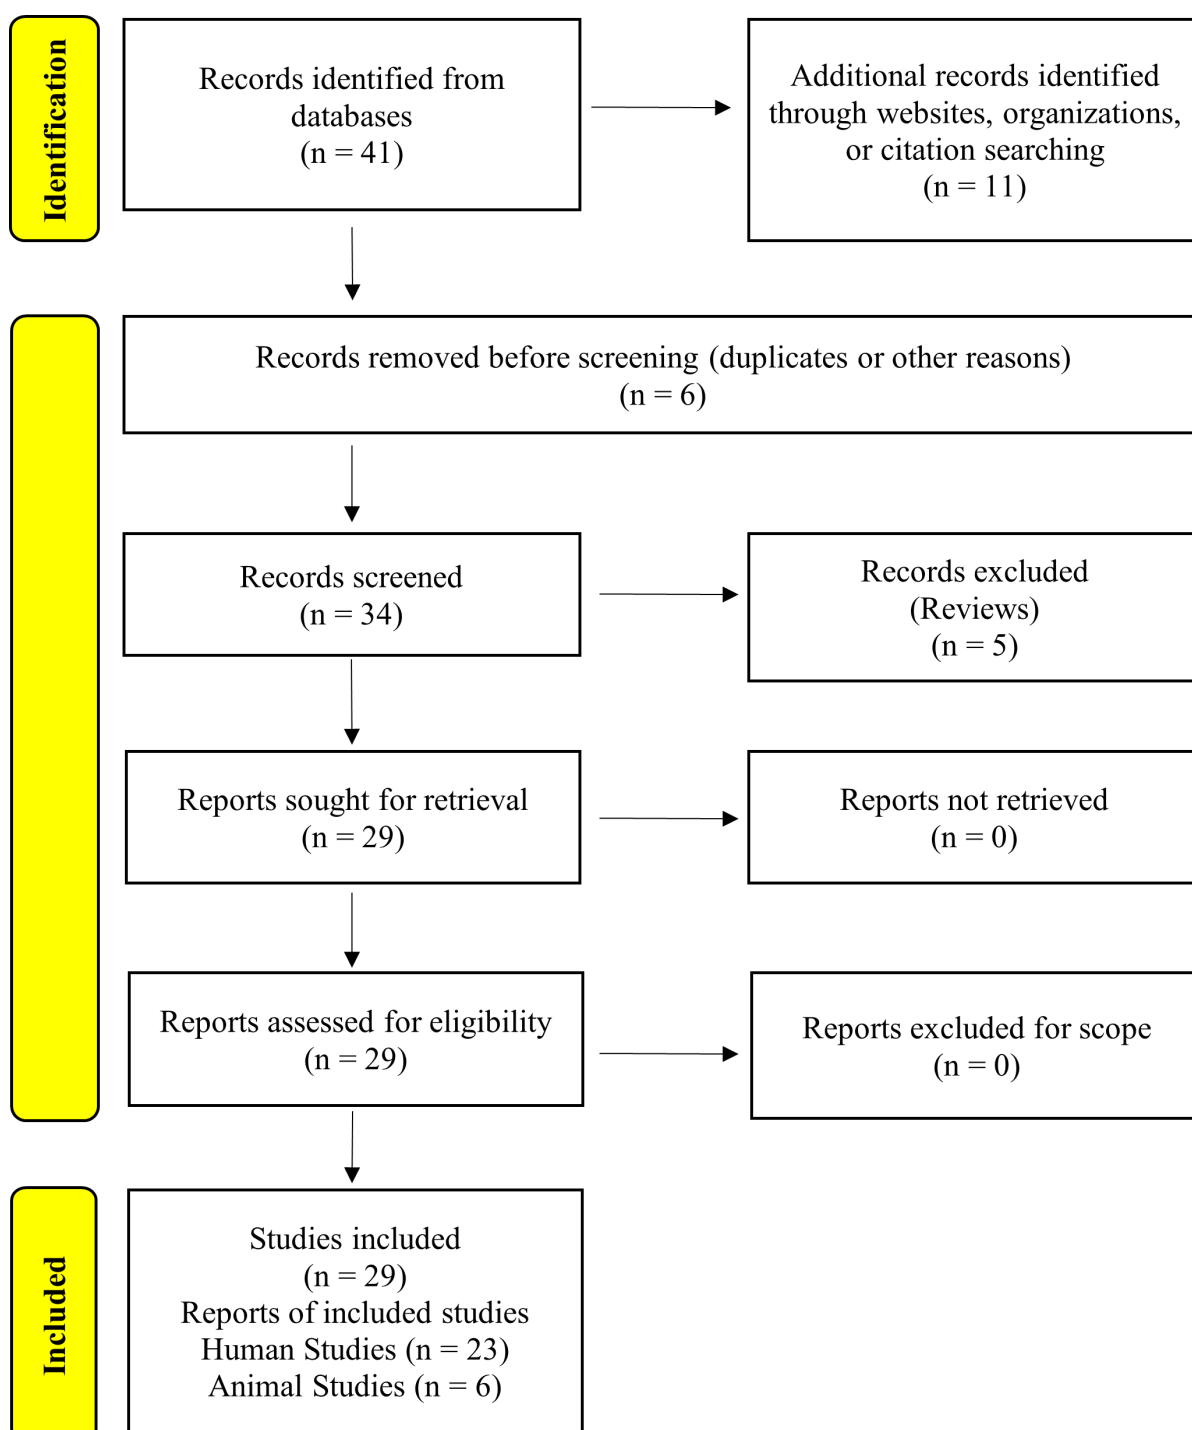 Identification
Records identified from
databases
(n = 41)
Additional records identified
through websites, organizations,
or citation searching
(n = 11)
Records removed before screening (duplicates or other reasons)
(n = 6)
Records screened
(n = 34)
Records excluded
(Reviews)
(n = 5)
Reports sought for retrieval
(n = 29)
Reports not retrieved
(n = 0)
Reports assessed for eligibility
(n = 29)
Reports excluded for scope
(n = 0)
Included
Studies included
(n = 29)
Reports of included studies
Human Studies (n = 23)
Animal Studies (n = 6)